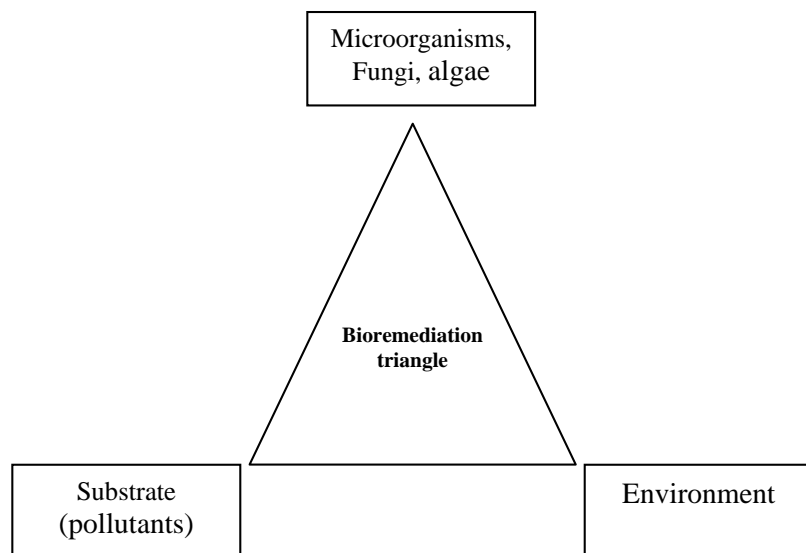 Microorganisms,
Fungi, algae
Bioremediation
triangle
Substrate
(pollutants)
Environment